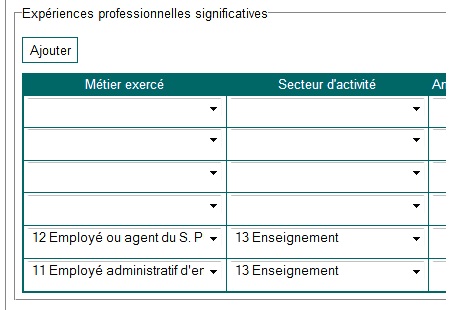 Expériences professionnelles significatives
Ajouter
Métier exercé Secteur d'activité An
12 Employé ou agent du S. P 13 Enseignement
11 Employé administratif d'er 13 Enseignement